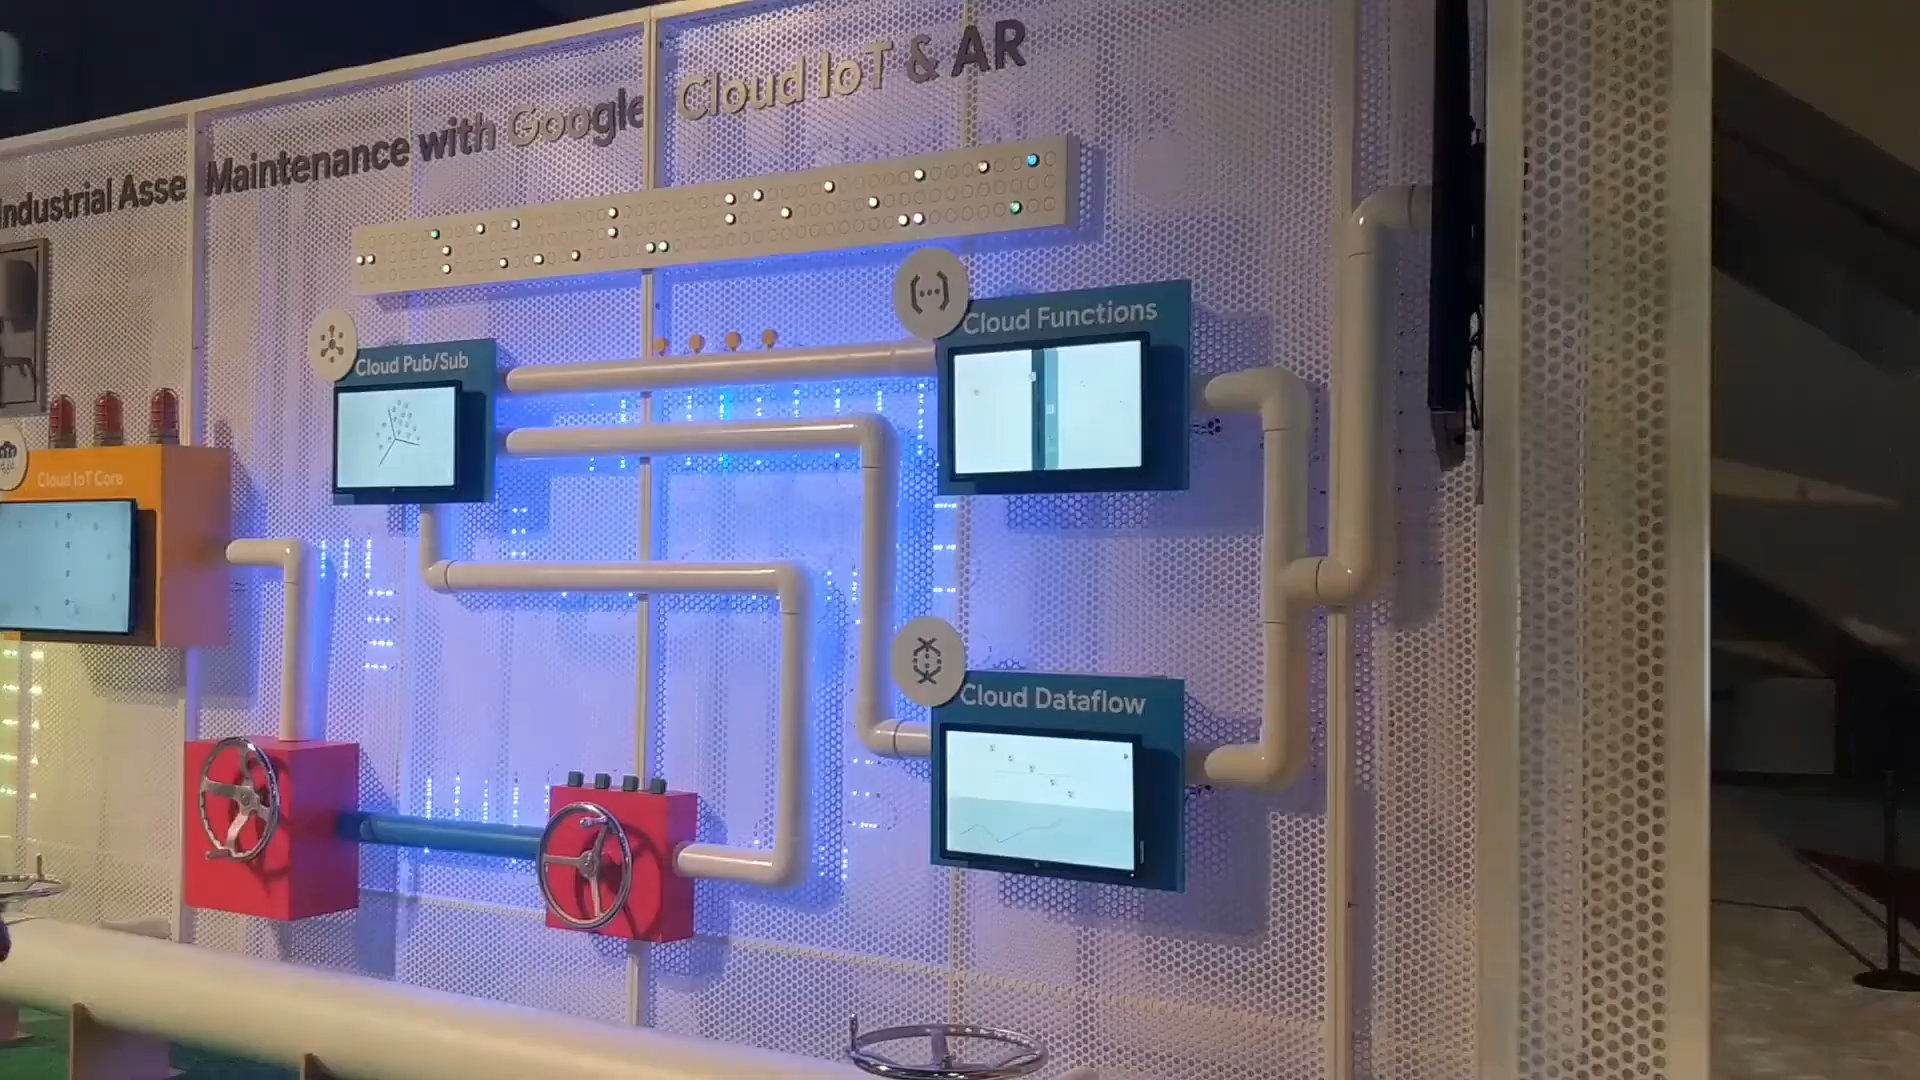 Industrial Asse Maintenance with Google Cloud IoT & AR
Cloud Functions
Cloud Pub/Sub
Cloud IoT Core
Cloud Dataflow